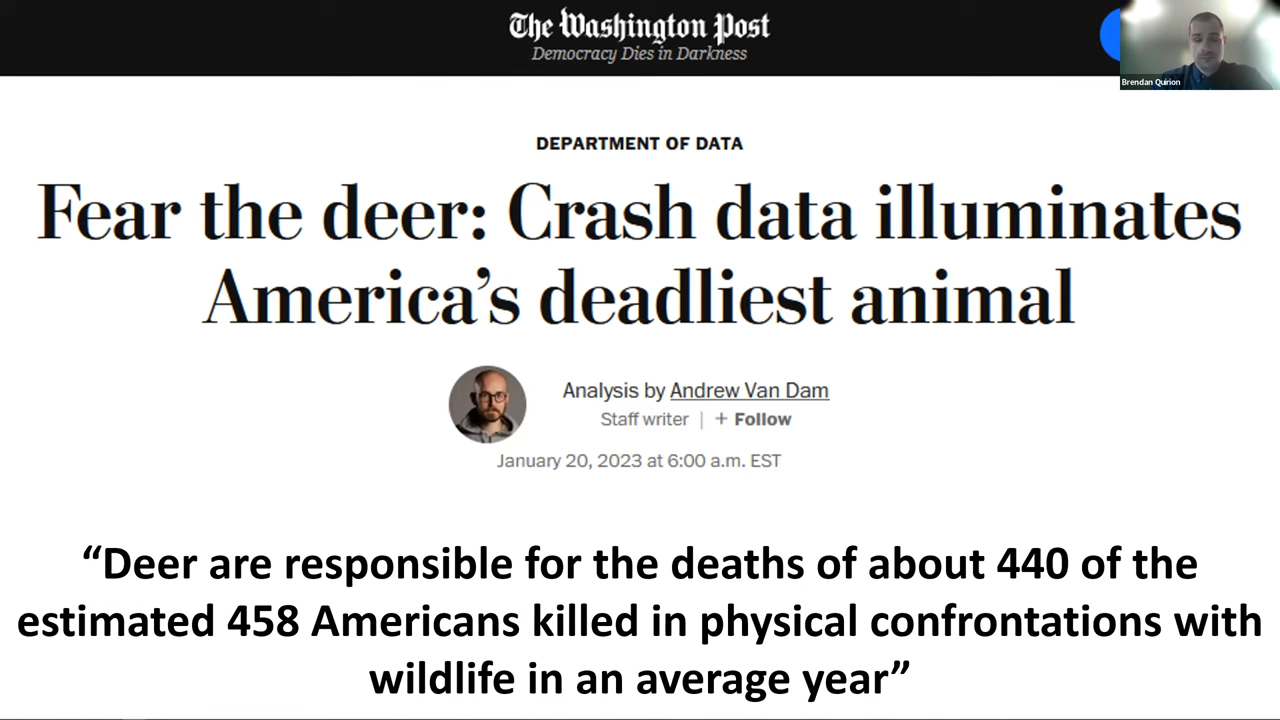 The Washington Post
Democracy Dies in Darkness
Brendan Quirion
DEPARTMENT OF DATA
Fear the deer: Crash data illuminates
America’s deadliest animal
Analysis by Andrew Van Dam
Staff writer | + Follow
January 20, 2023 at 6:00 a.m. EST
“Deer are responsible for the deaths of about 440 of the
estimated 458 Americans killed in physical confrontations with
wildlife in an average year”